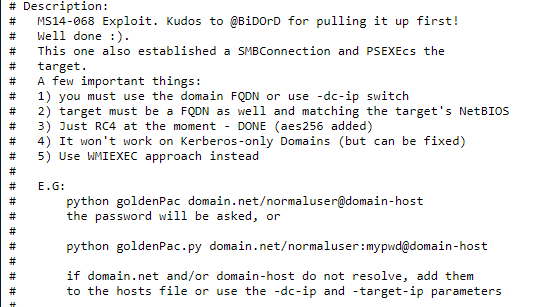 # Description:
#   MS14-068 Exploit. Kudos to @BiDOrD for pulling it up first!
#   Well done :).
#   This one also established a SMBConnection and PSEXEcs the
#   target.
#   A few important things:
#   1) you must use the domain FQDN or use -dc-ip switch
#   2) target must be a FQDN as well and matching the target's NetBIOS
#   3) Just RC4 at the moment - DONE (aes256 added)
#   4) It won't work on Kerberos-only Domains (but can be fixed)
#   5) Use WMIEXEC approach instead
#
#   E.G:
#       python goldenPac domain.net/normaluser@domain-host
#       the password will be asked, or
#
#       python goldenPac.py domain.net/normaluser:mypwd@domain-host
#
#       if domain.net and/or domain-host do not resolve, add them
#       to the hosts file or use the -dc-ip and -target-ip parameters
#